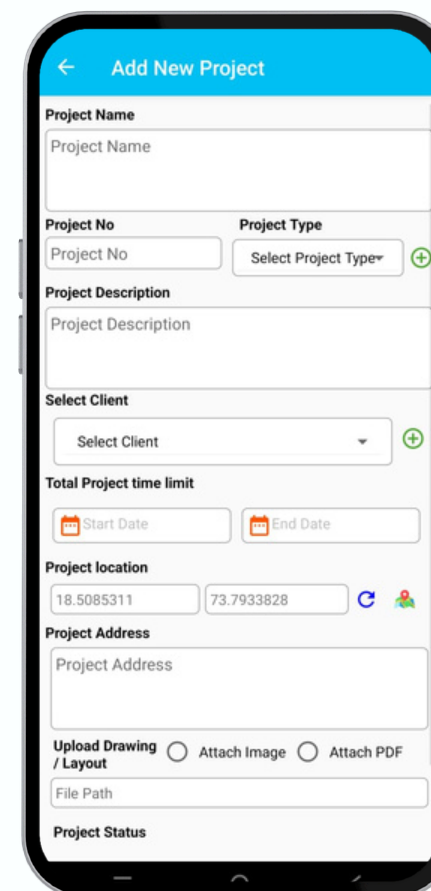 Add New Project
Project Name
Project Name
Project No Project Type
Project No Select Project Type
Project Description
Project Description
Select Client
Select Client
Total Project time limit
Start Date End Date
Project location
18.5085311 73.7933828
Project Address
Project Address
Upload Drawing Attach Image Attach PDF
/ Layout
File Path
Project Status